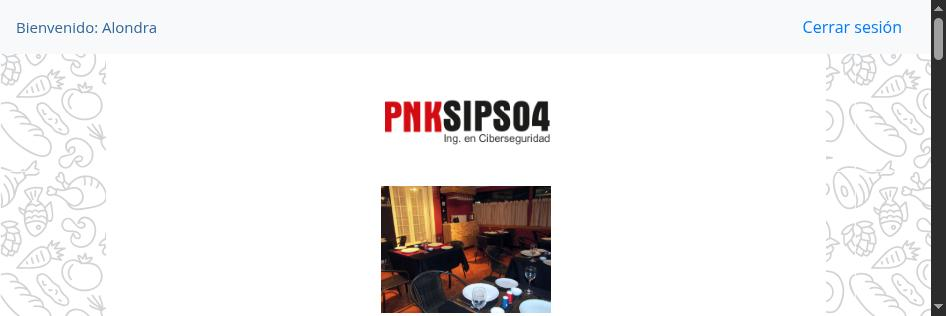 Bienvenido: Alondra
Cerrar sesión
PNKSIPS04
Ing. en Ciberseguridad